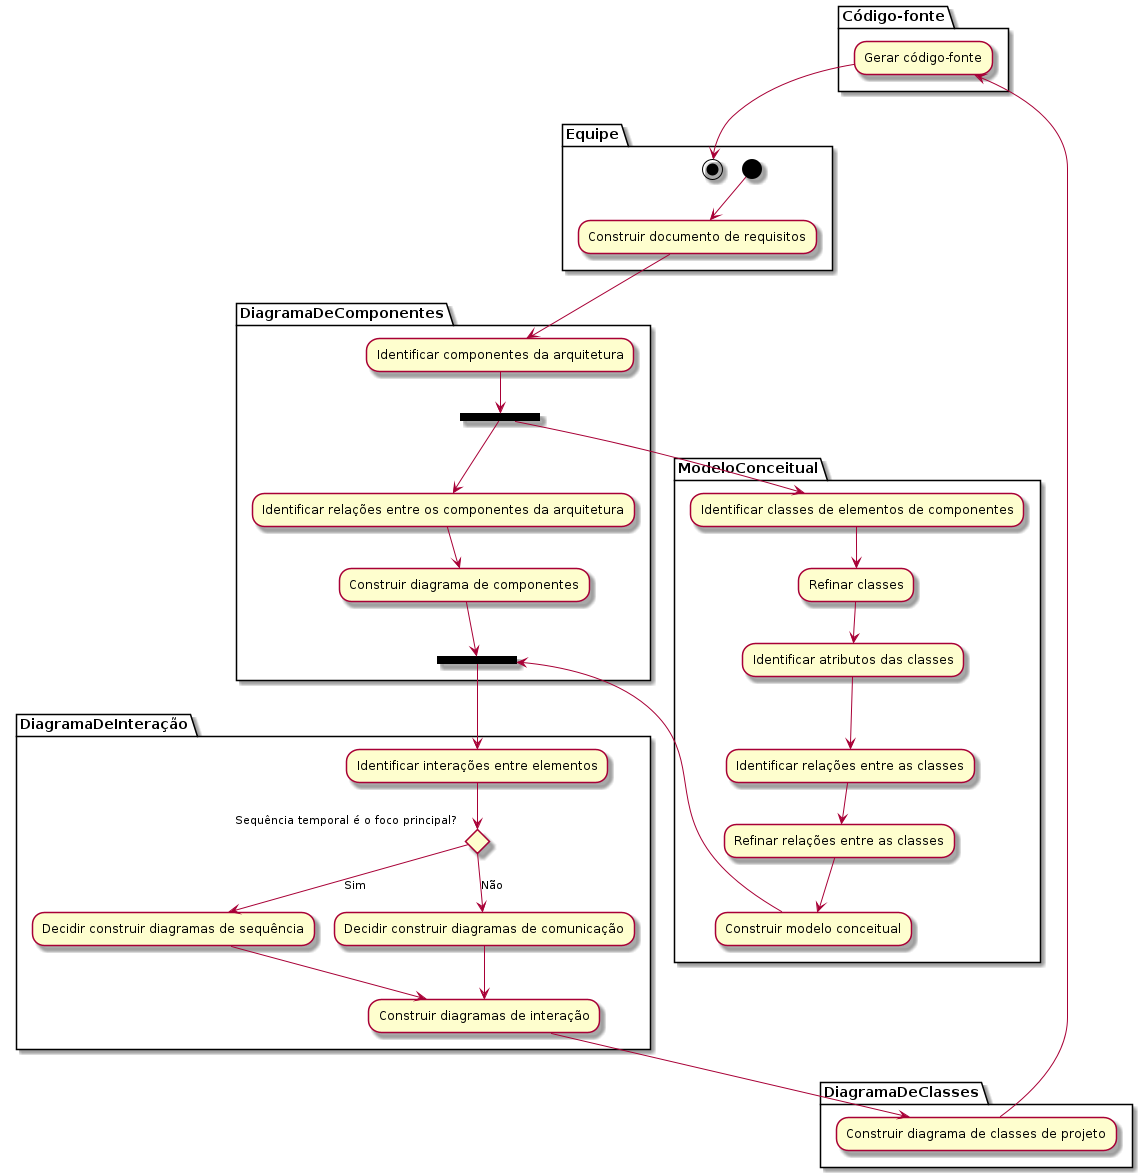 Código-fonte
Gerar código-fonte
Equipe
Construir documento de requisitos
DiagramaDeComponentes
Identificar componentes da arquitetura
ModeloConceitual
Identificar relações entre os componentes da arquitetura
Identificar classes de elementos de componentes
Construir diagrama de componentes
Refinar classes
Identificar atributos das classes
DiagramaDeInteração
Identificar interações entre elementos
Identificar relações entre as classes
Sequência temporal é o foco principal?
Refinar relações entre as classes
Sim
Não
Decidir construir diagramas de sequência
Decidir construir diagramas de comunicação
Construir modelo conceitual
Construir diagramas de interação
DiagramaDeClasses
Construir diagrama de classes de projeto